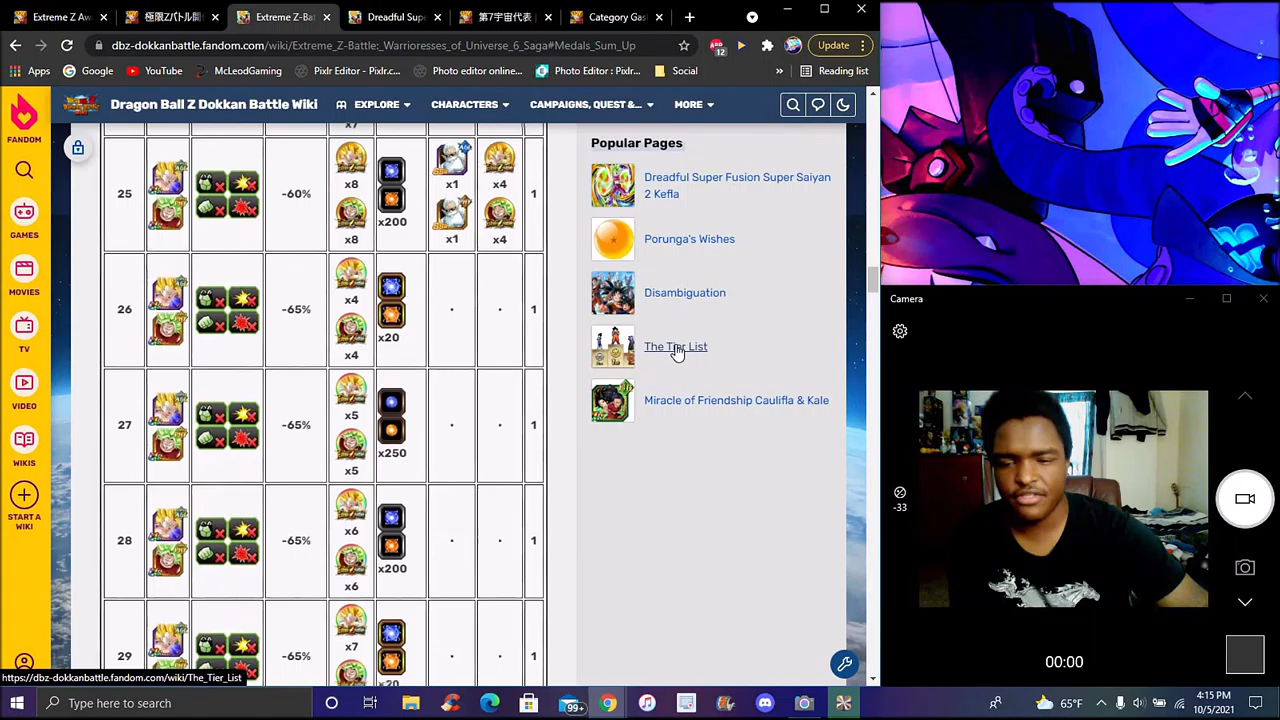 Extreme Z Aw
極限Zバトル開
Extreme Z-Ba
Dreadful Sup
第7宇宙代表
Category Gas
dbz-dokkanbattle.fandom.com/wiki/Extreme_Z-Battle:_Warrioresses_of_Universe_6_Saga#Medals_Sum_Up
12
Update
Apps
Google
YouTube
McLeodGaming
Pixlr Editor - Pixlr.c...
Photo editor online...
Photo Editor : Pixlr...
Social
»
Reading list
FANDOM
Dragon Ball Z Dokkan Battle Wiki
EXPLORE
CHARACTERS
CAMPAIGNS, QUEST &...
MORE
GAMES
MOVIES
TV
VIDEO
WIKIS
START A
WIKI
x7
25
-60%
x8
x8
x200
x1
x1
x4
x4
1
26
-65%
x4
x4
x20
1
27
-65%
x5
x5
x250
1
28
-65%
x6
x6
x200
1
29
-65%
x7
x20
1
Popular Pages
Dreadful Super Fusion Super Saiyan
2 Kefla
Porunga's Wishes
Disambiguation
The Tier List
Miracle of Friendship Caulifla & Kale
https://dbz-dokkanbattle.fandom.com/wiki/The_Tier_List
Camera
-33
00:00
Type here to search
99+
65°F
4:15 PM
10/5/2021